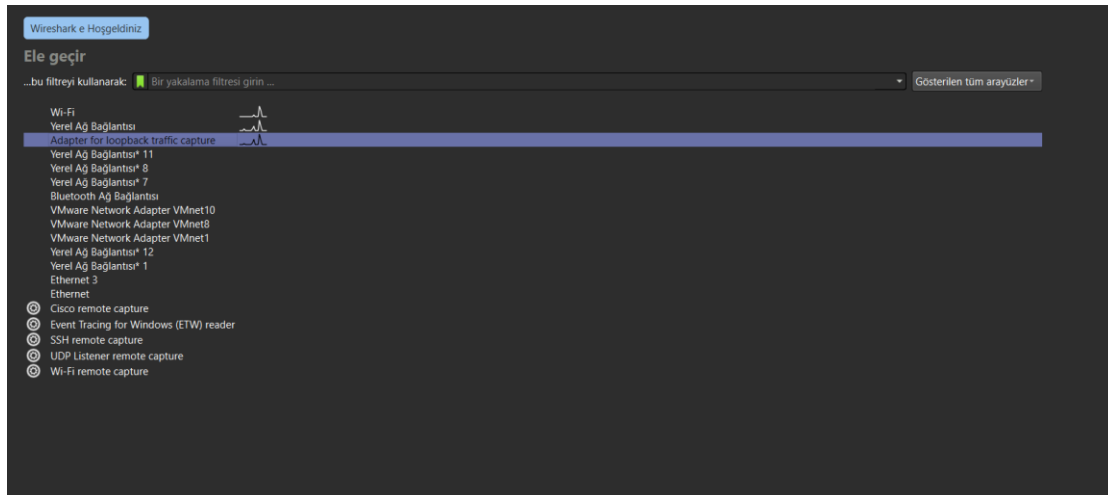 Wireshark e Hoşgeldiniz
Ele geçir
...bu filtreyi kullanarak: Bir yakalama filtresi girin ... Gösterilen tüm arayüzler
Wi-Fi
Yerel Ağ Bağlantısı
Adapter for loopback traffic capture
Yerel Ağ Bağlantısı* 11
Yerel Ağ Bağlantısı* 8
Yerel Ağ Bağlantısı* 7
Bluetooth Ağ Bağlantısı
VMware Network Adapter VMnet10
VMware Network Adapter VMnet8
VMware Network Adapter VMnet1
Yerel Ağ Bağlantısı* 12
Yerel Ağ Bağlantısı* 1
Ethernet 3
Ethernet
Cisco remote capture
Event Tracing for Windows (ETW) reader
SSH remote capture
UDP Listener remote capture
Wi-Fi remote capture